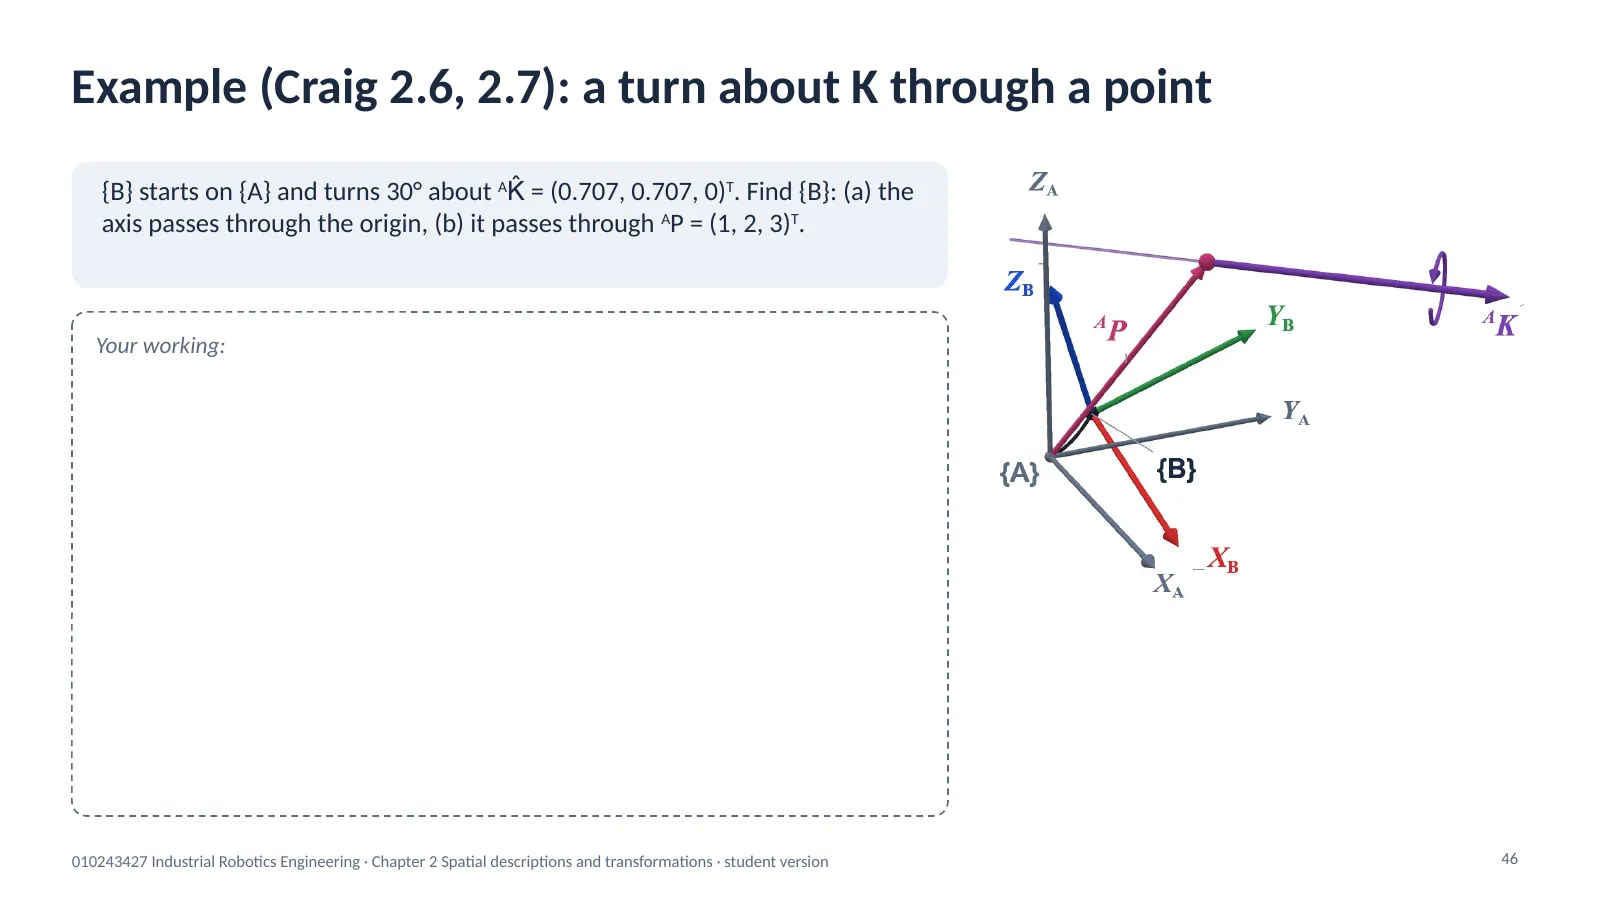 Example (Craig 2.6, 2.7): a turn about K through a point
{B} starts on {A} and turns 30° about ᴬK̂ = (0.707, 0.707, 0)ᵀ. Find {B}: (a) the
axis passes through the origin, (b) it passes through ᴬP = (1, 2, 3)ᵀ.
Your working:
Z_A
Z_B
ᴬP
Y_B
ᴬK
Y_A
{A}
{B}
X_B
X_A
010243427 Industrial Robotics Engineering · Chapter 2 Spatial descriptions and transformations · student version
46